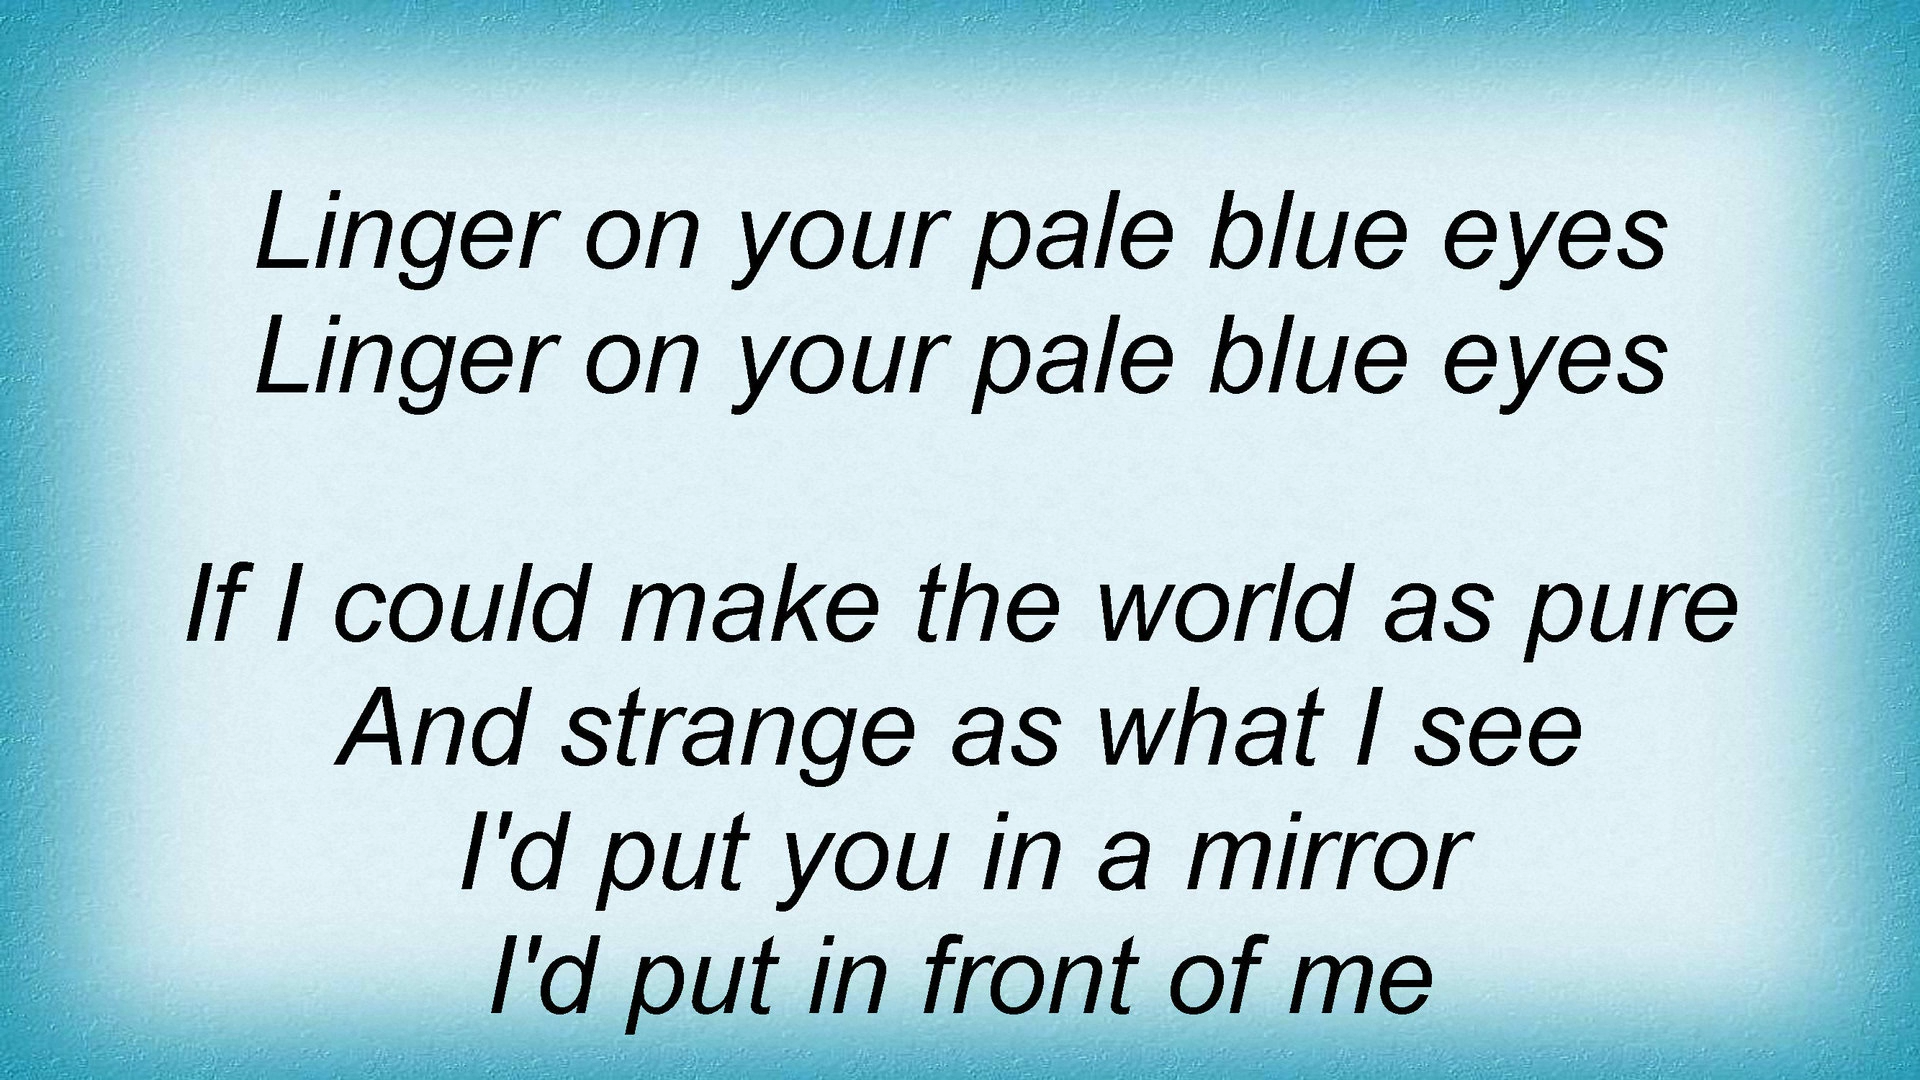 Linger on your pale blue eyes
Linger on your pale blue eyes
If I could make the world as pure
And strange as what I see
I'd put you in a mirror
I'd put in front of me